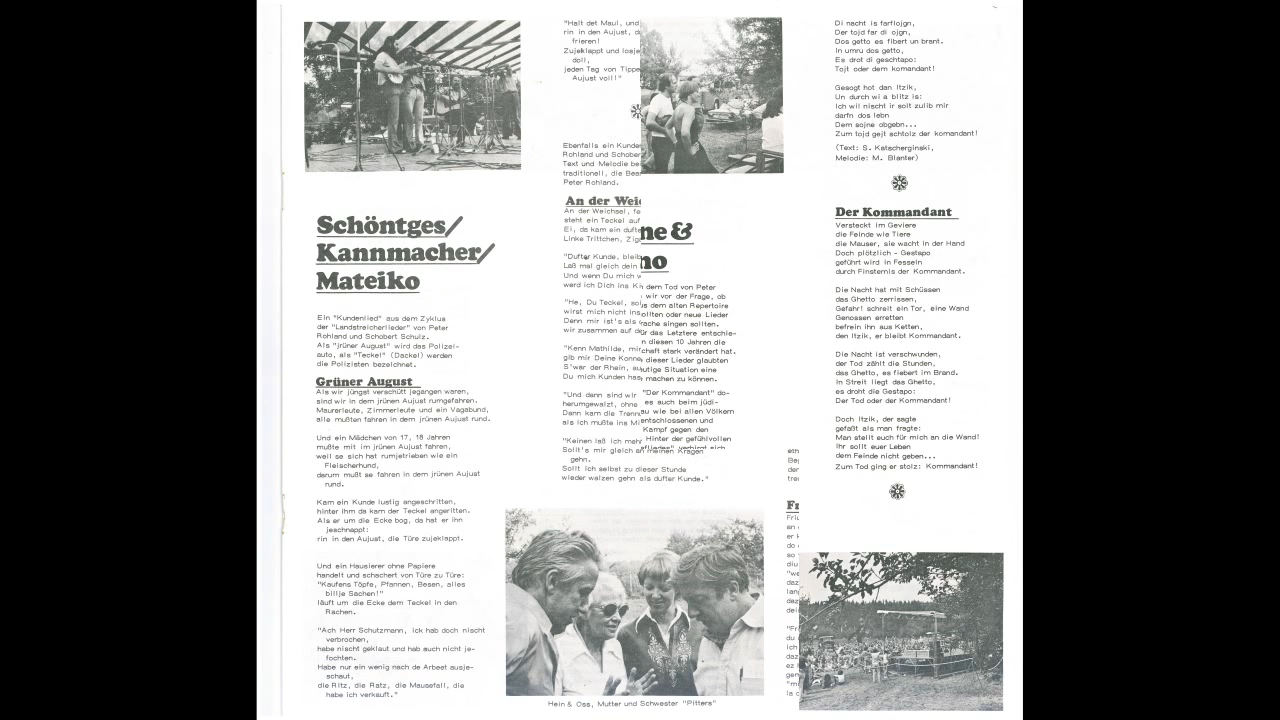 Schöntges/
Kannmacher/
Mateiko
Ein "Kundenlied" aus dem Zyklus
der "Landstreicherlieder" von Peter
Rohland und Schobert Schulz.
Als "jrüner August" wird das Polizei-
auto, als "Teckel" (Dackel) werden
die Polizisten bezeichnet.
Grüner August
Als wir jüngst verschütt jegangen waren,
sind wir in dem jrünen Aujust rumgefahren.
Maurerleute, Zimmerleute und ein Vagabund,
alle mußten fahren in dem jrünen Aujust rund.
Und ein Mädchen von 17, 18 Jahren
mußte mit im jrünen Aujust fahren,
weil se sich hat rumjetrieben wie ein
Fleischerhund,
darum mußt se fahren in dem jrünen Aujust
rund.
Kam ein Kunde lustig angeschritten,
hinter ihm da kam der Teckel angeritten.
Als er um die Ecke bog, da hat er ihn
jeschnappt:
rin in den Aujust, die Türe zujeklappt.
Und ein Hausierer ohne Papiere
handelt und schachert von Türe zu Türe:
"Kaufens Töpfe, Pfannen, Besen, alles
billje Sachen!"
läuft um die Ecke dem Teckel in den
Rachen.
"Ach Herr Schutzmann, ick hab doch nischt
verbrochen,
habe nischt geklaut und hab auch nicht je-
fochten.
Habe nur ein wenig nach de Arbeet ausje-
schaut,
die Ritz, die Ratz, die Mausefall, die
habe ich verkauft."
"Halt det Maul, und
rin in den Aujust, d
frieren!
Zujeklappt und losje
doll,
jeden Tag von Tippe
Aujust voll!"
Ebenfalls ein Kunde
Rohland und Schober
Text und Melodie be
traditionell, die Bea
Peter Rohland.
An der Weic
An der Weichsel, fe
steht ein Teckel auf
Ei, da kam ein dufte
Linke Trittchen, Zig
"Dufter Kunde, bleib
Laß mal gleich dein
Und wenn Du mich w
werd ich Dich ins Ki
"He, Du Teckel, sol
wirst mich nicht ins
Denn mir ist's als
wir zusammen auf d
"Kenn Mathilde, mir
gib mir Deine Konne
S'war der Rhein, au
Du mich Kunden has
"Und dann sind wir
herumgewalzt, ohne
Dann kam die Trenn
als ich mußte ins Mi
"Keinen laß ich mehr
Sollt's mir gleich an meinen Kragen
gehn.
Sollt ich selbst zu dieser Stunde
wieder walzen gehn als dufter Kunde."
ne &
no
dem Tod von Peter
wir vor der Frage, ob
s dem alten Repertoire
ollten oder neue Lieder
rache singen sollten.
r das Letztere entschie-
n diesen 10 Jahren die
chaft stark verändert hat.
dieser Lieder glaubten
utige Situation eine
machen zu können.
"Der Kommandant" do-
es auch beim jüdi-
au wie bei allen Völkern
entschlossenen und
Kampf gegen den
Hinter der gefühlvollen
Hein & Oss, Mutter und Schwester "Pitters"
Di nacht is farflojgn,
Der tojd far di ojgn,
Dos getto es fibert un brant.
In umru dos getto,
Es drot di geschtapo:
Tojt oder dem komandant!
Gesogt hot dan Itzik,
Un durch wi a blitz is:
Ich wil nischt ir solt zulib mir
darfn dos lebn
Dem sojne obgebn...
Zum tojd gejt schtolz der komandant!
(Text: S. Katscherginski,
Melodie: M. Blanter)
Der Kommandant
Versteckt im Geviere
die Feinde wie Tiere
die Mauser, sie wacht in der Hand
Doch plötzlich - Gestapo
geführt wird in Fesseln
durch Finsternis der Kommandant.
Die Nacht hat mit Schüssen
das Ghetto zerrissen,
Gefahr! schreit ein Tor, eine Wand
Genossen erretten
befrein ihn aus Ketten,
den Itzik, er bleibt Kommandant.
Die Nacht ist verschwunden,
der Tod zählt die Stunden,
das Ghetto, es fiebert im Brand.
In Streit liegt das Ghetto,
es droht die Gestapo:
Der Tod oder der Kommandant!
Doch Itzik, der sagte
gefaßt als man fragte:
Man stellt euch für mich an die Wand!
Ihr sollt euer Leben
dem Feinde nicht geben...
Zum Tod ging er stolz: Kommandant!